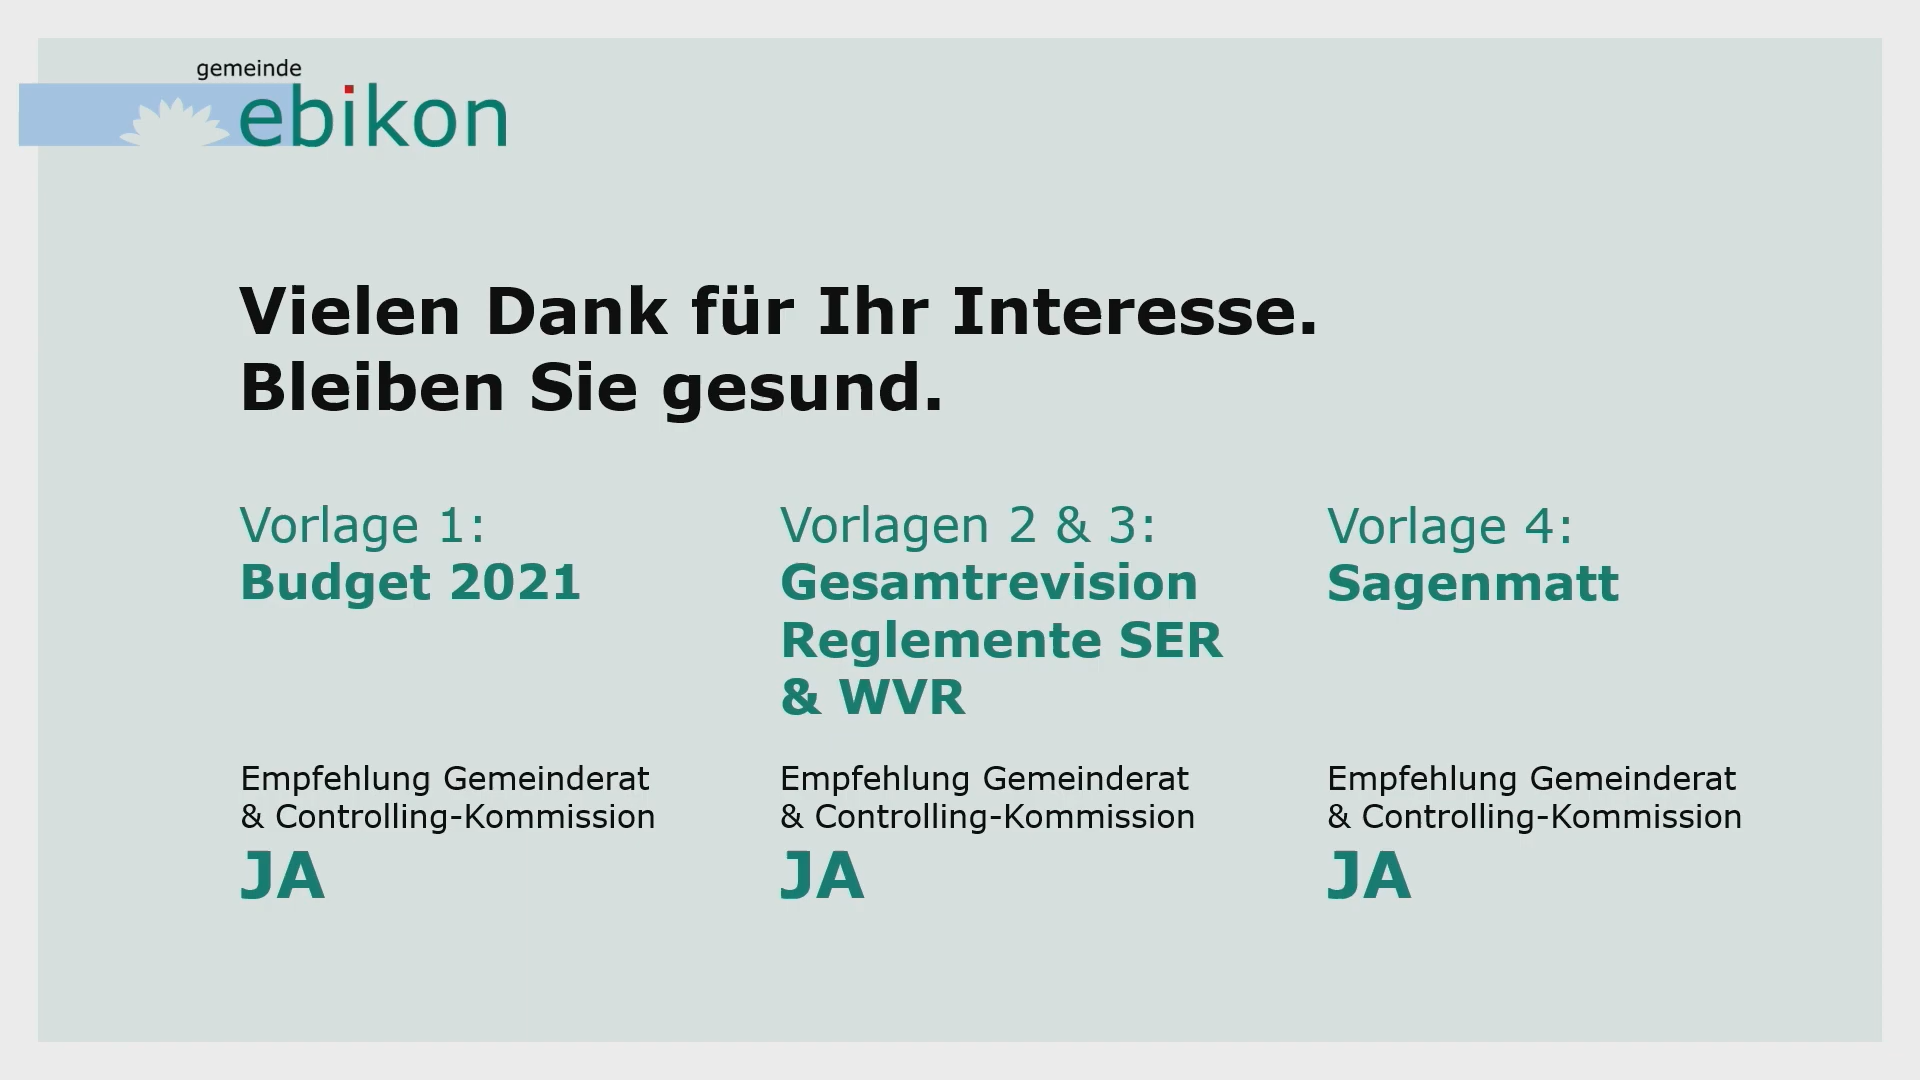 gemeinde
ebikon
Vielen Dank für Ihr Interesse.
Bleiben Sie gesund.
Vorlage 1:
Budget 2021
Empfehlung Gemeinderat
& Controlling-Kommission
JA
Vorlagen 2 & 3:
Gesamtrevision
Reglemente SER
& WVR
Empfehlung Gemeinderat
& Controlling-Kommission
JA
Vorlage 4:
Sagenmatt
Empfehlung Gemeinderat
& Controlling-Kommission
JA